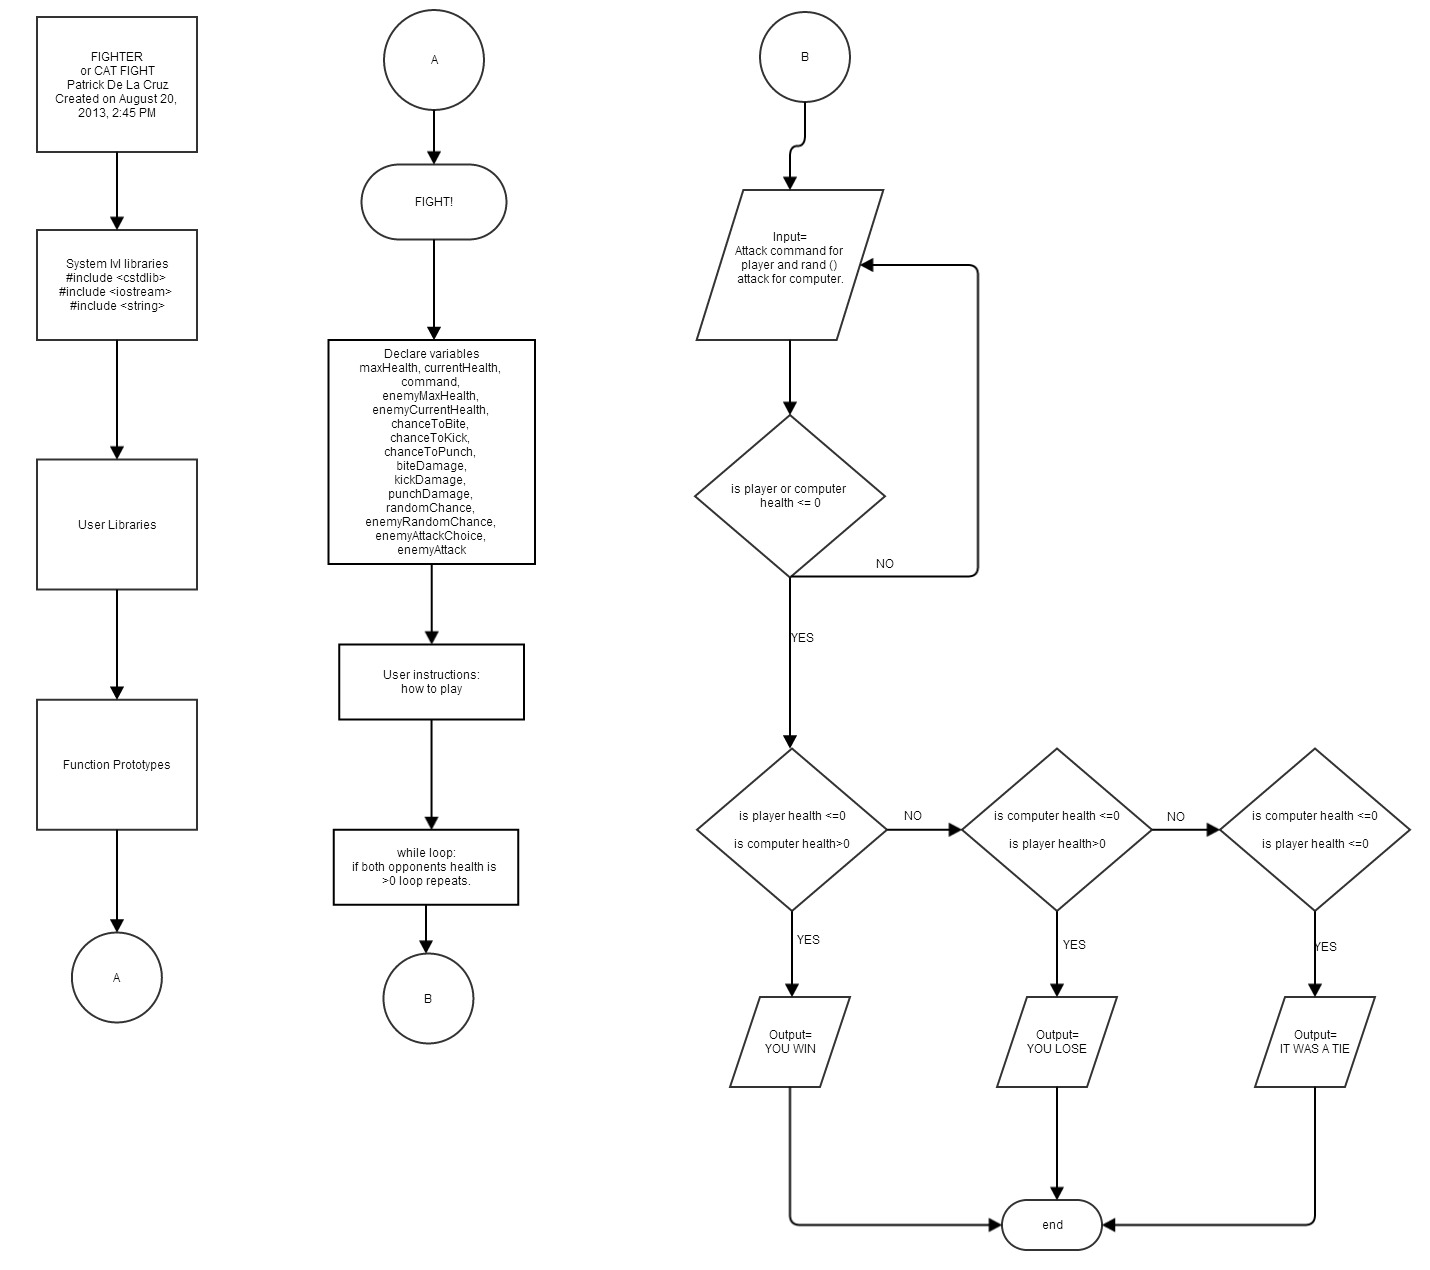 FIGHTER
or CAT FIGHT
Patrick De La Cruz
Created on August 20,
2013, 2:45 PM
System lvl libraries
#include <cstdlib>
#include <iostream>
#include <string>
User Libraries
Function Prototypes
A
A
FIGHT!
Declare variables
maxHealth, currentHealth,
command,
enemyMaxHealth,
enemyCurrentHealth,
chanceToBite,
chanceToKick,
chanceToPunch,
biteDamage,
kickDamage,
punchDamage,
randomChance,
enemyRandomChance,
enemyAttackChoice,
enemyAttack
User instructions:
how to play
while loop:
if both opponents health is
>0 loop repeats.
B
B
Input=
Attack command for
player and rand ()
attack for computer.
is player or computer
health <= 0
NO
YES
is player health <=0
is computer health>0
NO
is computer health <=0
is player health>0
NO
is computer health <=0
is player health <=0
YES
YES
YES
Output=
YOU WIN
Output=
YOU LOSE
Output=
IT WAS A TIE
end